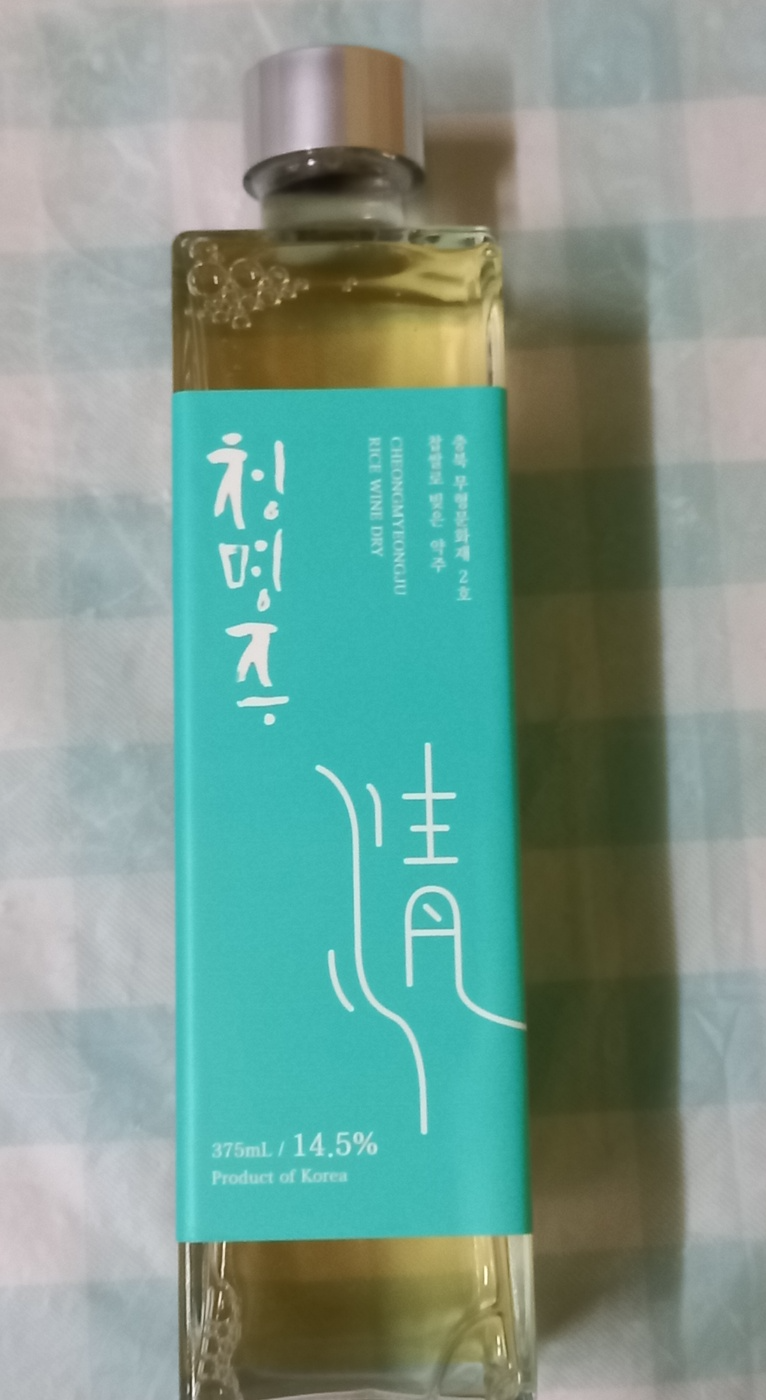 청명주
충북 무형문화재 2호
찹쌀로 빚은 약주
CHEONGMYEONGJU
RICE WINE DRY
清
375mL / 14.5%
Product of Korea